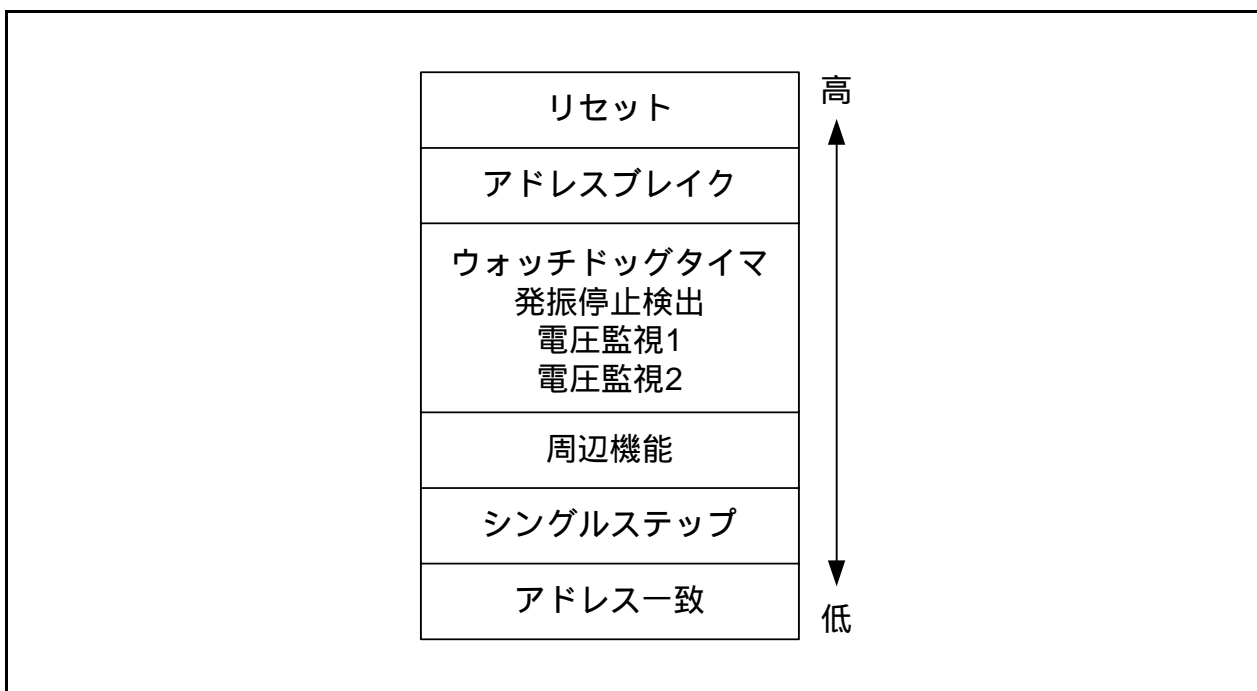 リセット
高
アドレスブレイク
ウォッチドッグタイマ
発振停止検出
電圧監視1
電圧監視2
周辺機能
シングルステップ
アドレス一致
低